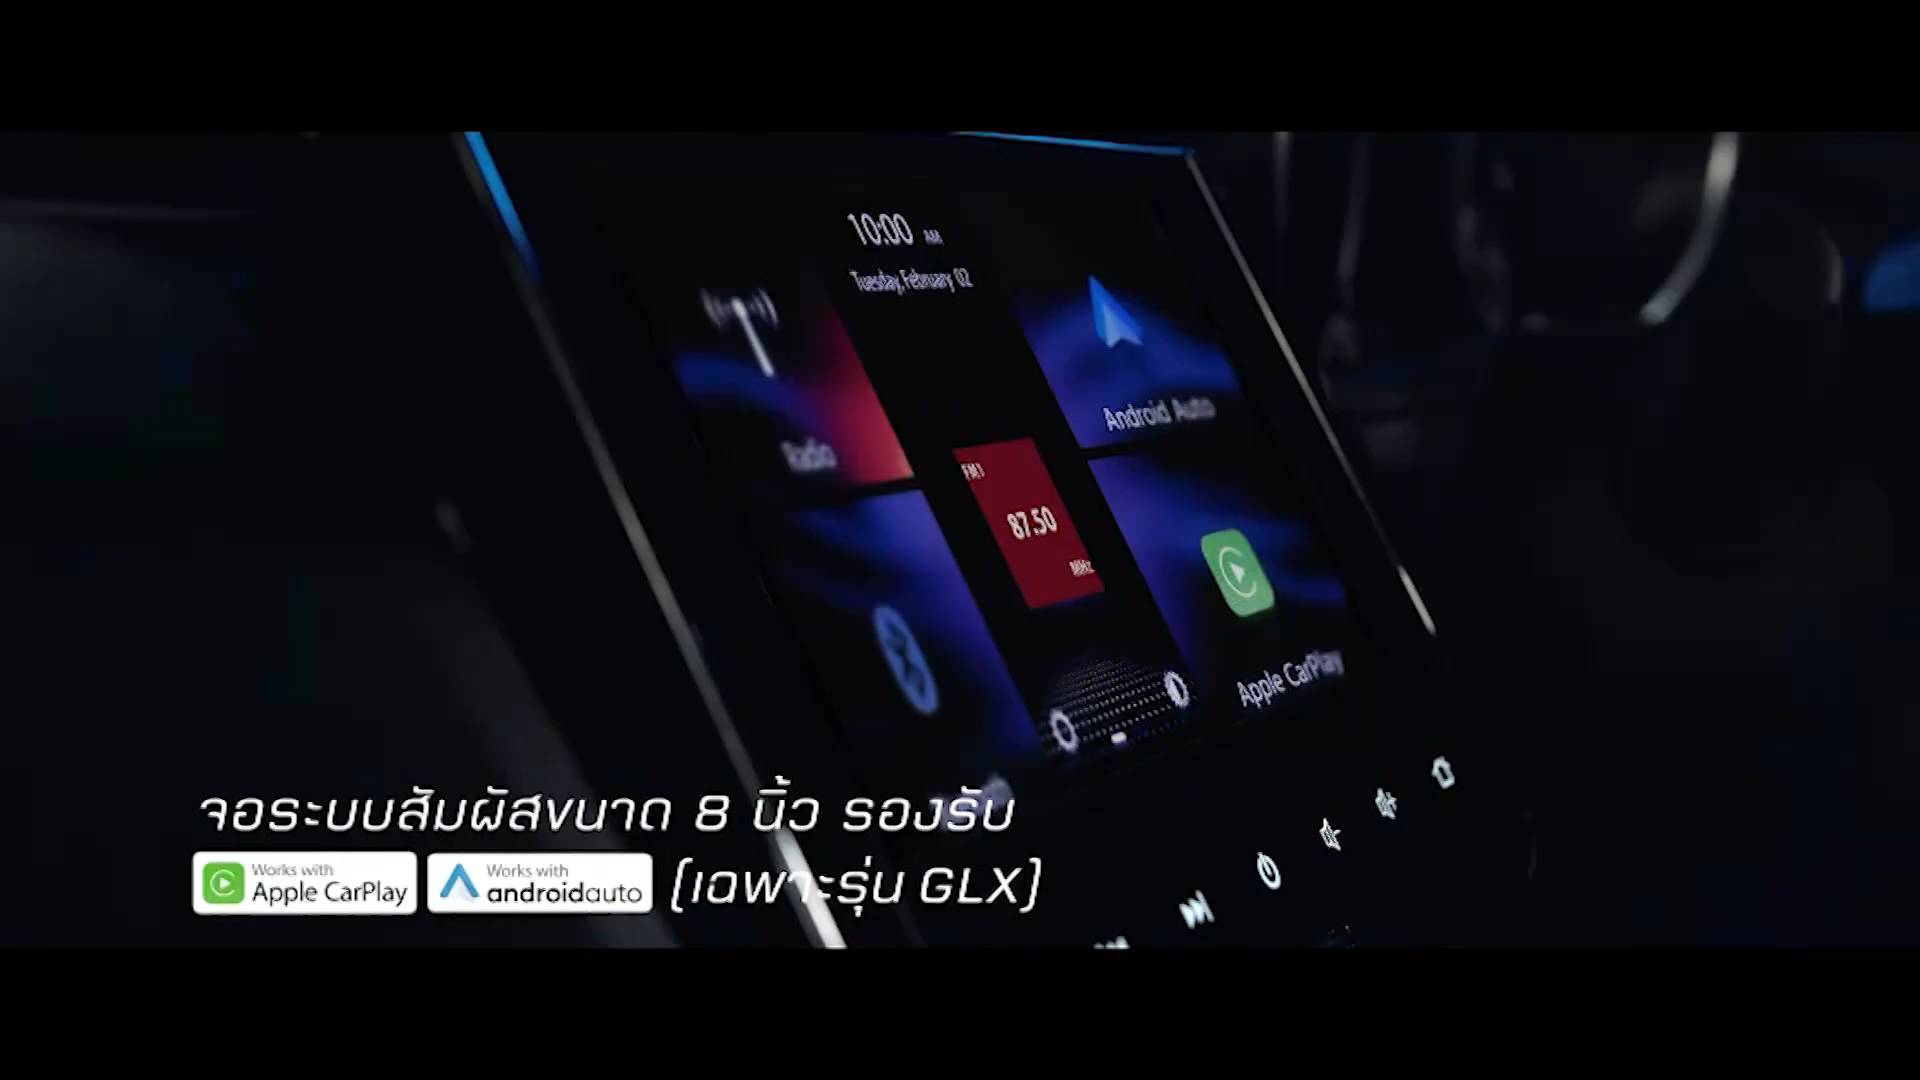 10:00 AM
Tuesday, February 02
Radio
Android Auto
FM1
87.50
MHz
Apple CarPlay
จอระบบสัมผัสขนาด 8 นิ้ว รองรับ
Works with Apple CarPlay Works with androidauto (เฉพาะรุ่น GLX)